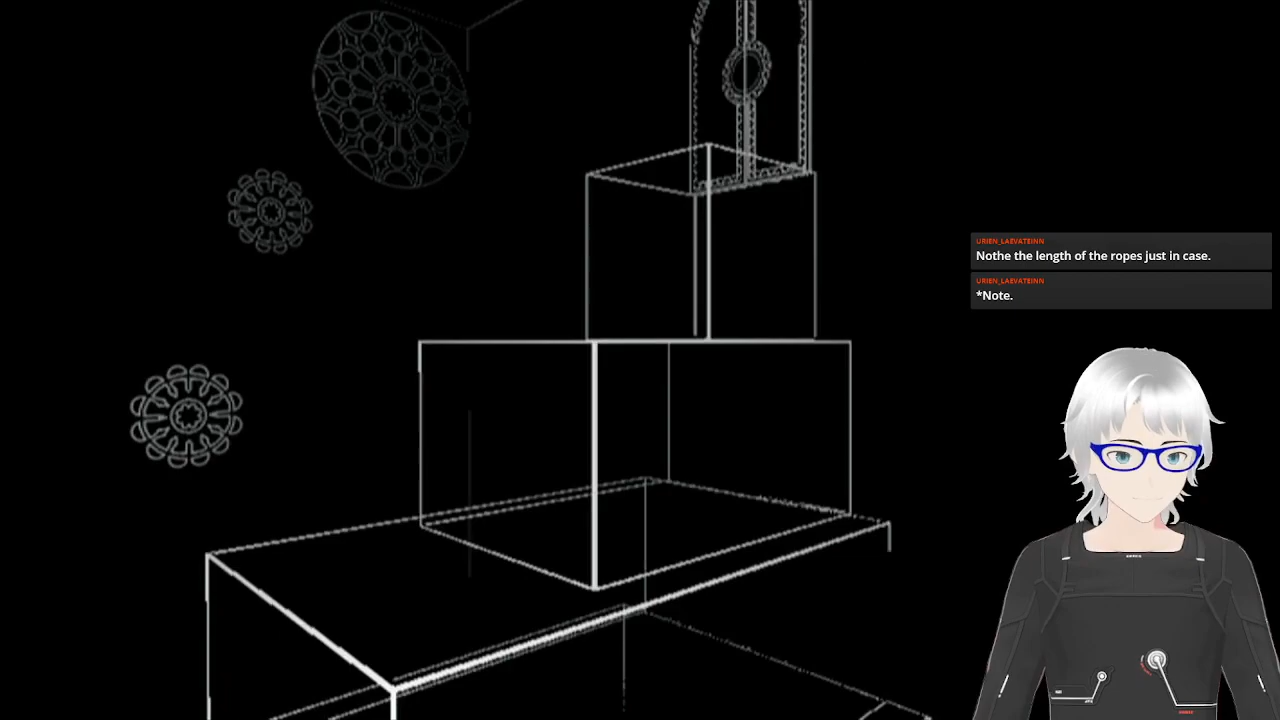 URIEN_LAEVATEINN
Nothe the length of the ropes just in case.
URIEN_LAEVATEINN
*Note.